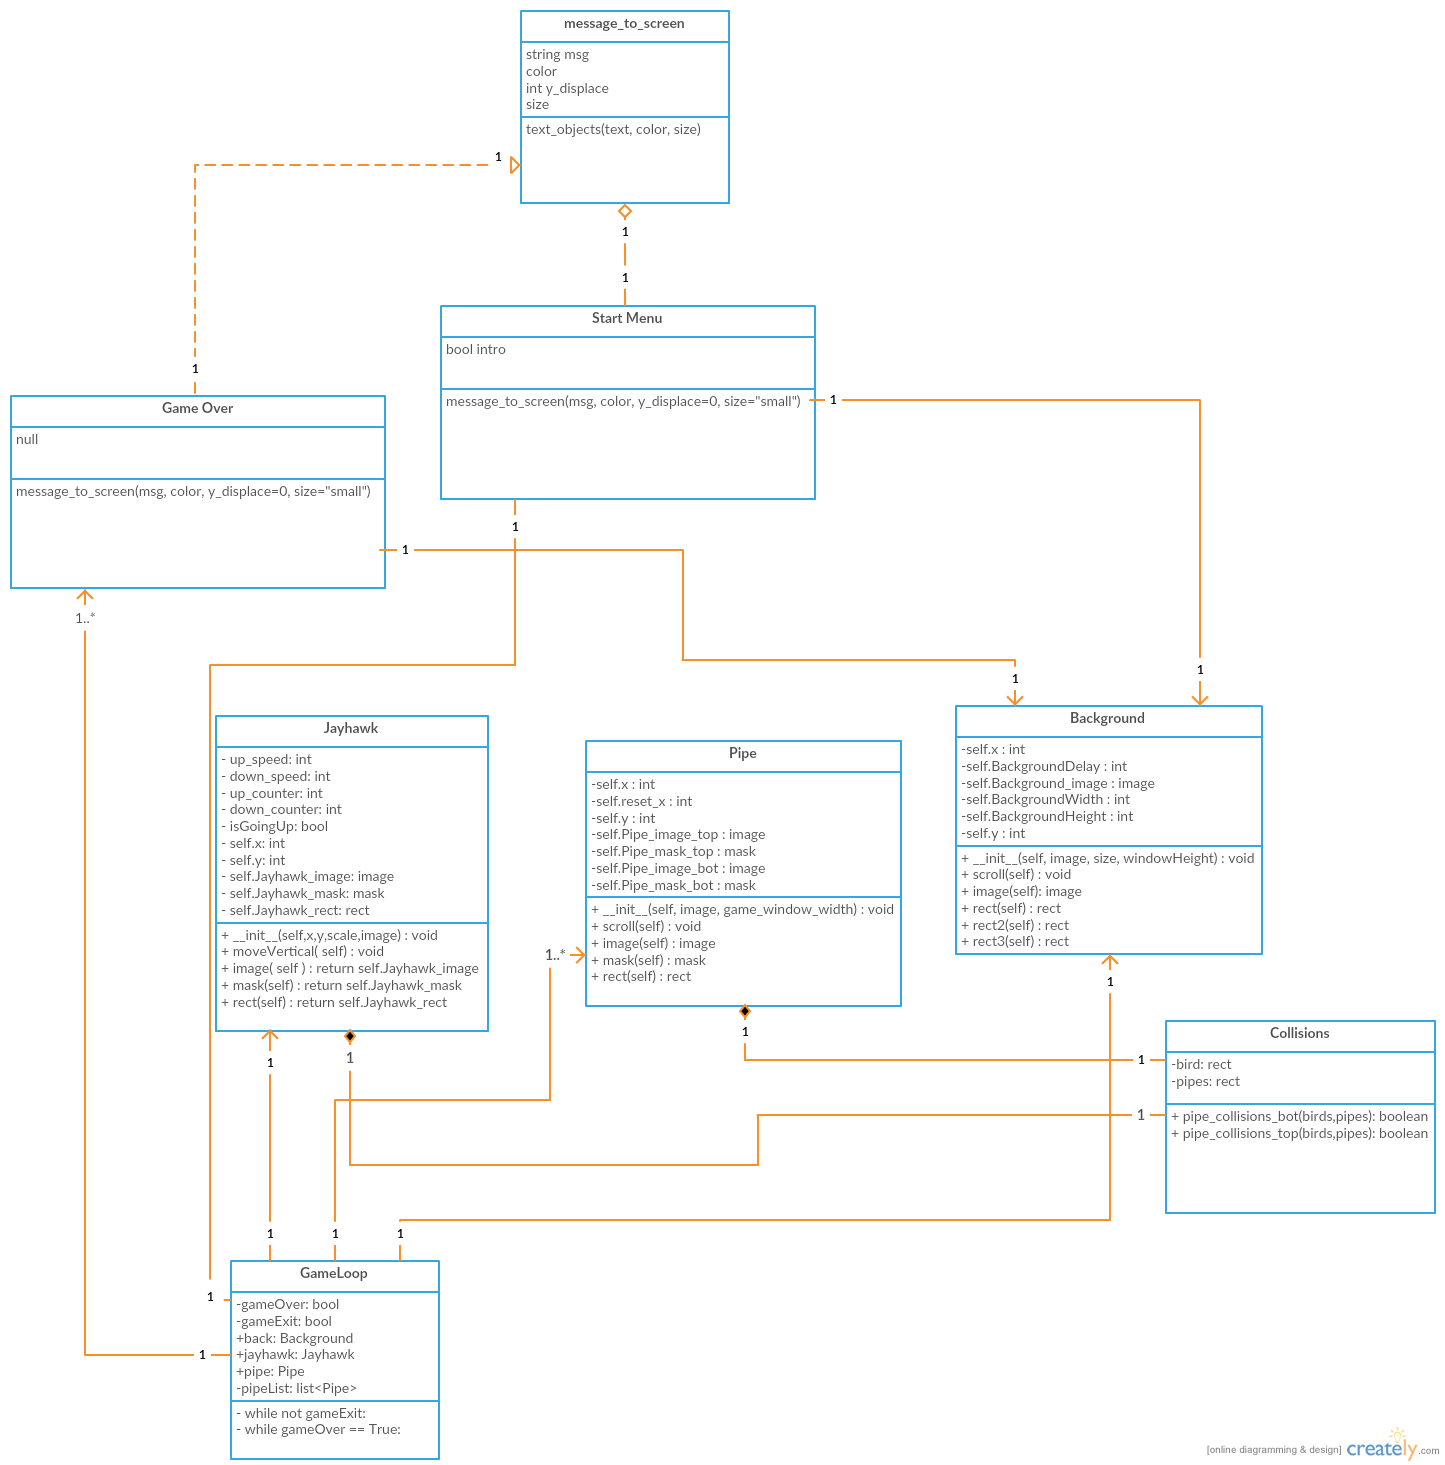 message_to_screen
string msg
color
int y_displace
size
text_objects(text, color, size)
1
1
1
Start Menu
bool intro
message_to_screen(msg, color, y_displace=0, size="small")
1
1
Game Over
null
message_to_screen(msg, color, y_displace=0, size="small")
1
1
1..*
1
1
Jayhawk
- up_speed: int
- down_speed: int
- up_counter: int
- down_counter: int
- isGoingUp: bool
- self.x: int
- self.y: int
- self.Jayhawk_image: image
- self.Jayhawk_mask: mask
- self.Jayhawk_rect: rect
+ __init__(self,x,y,scale,image) : void
+ moveVertical( self) : void
+ image( self ) : return self.Jayhawk_image
+ mask(self) : return self.Jayhawk_mask
+ rect(self) : return self.Jayhawk_rect
Pipe
-self.x : int
-self.reset_x : int
-self.y : int
-self.Pipe_image_top : image
-self.Pipe_mask_top : mask
-self.Pipe_image_bot : image
-self.Pipe_mask_bot : mask
+ __init__(self, image, game_window_width) : void
+ scroll(self) : void
+ image(self) : image
+ mask(self) : mask
+ rect(self) : rect
1..*
Background
-self.x : int
-self.BackgroundDelay : int
-self.Background_image : image
-self.BackgroundWidth : int
-self.BackgroundHeight : int
-self.y : int
+ __init__(self, image, size, windowHeight) : void
+ scroll(self) : void
+ image(self): image
+ rect(self) : rect
+ rect2(self) : rect
+ rect3(self) : rect
1
1
1
1
1
1
Collisions
-bird: rect
-pipes: rect
+ pipe_collisions_bot(birds,pipes): boolean
+ pipe_collisions_top(birds,pipes): boolean
1
1
1
1
1
GameLoop
-gameOver: bool
-gameExit: bool
+back: Background
+jayhawk: Jayhawk
+pipe: Pipe
-pipeList: list<Pipe>
- while not gameExit:
- while gameOver == True:
[online diagramming & design] creately.com